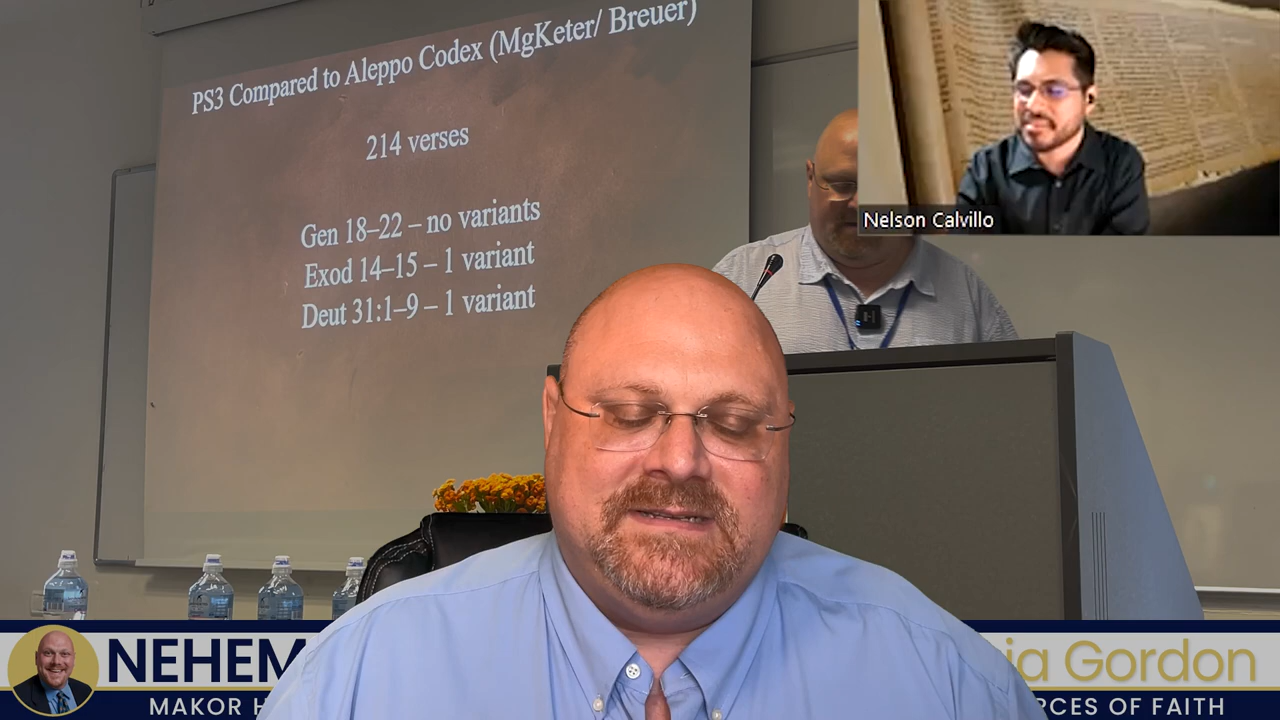 PS3 Compared to Aleppo Codex (MgKeter/ Breuer)
214 verses
Gen 18–22 – no variants
Exod 14–15 – 1 variant
Deut 31:1–9 – 1 variant
Nelson Calvillo
NEHEM
ia Gordon
MAKOR H
RCES OF FAITH